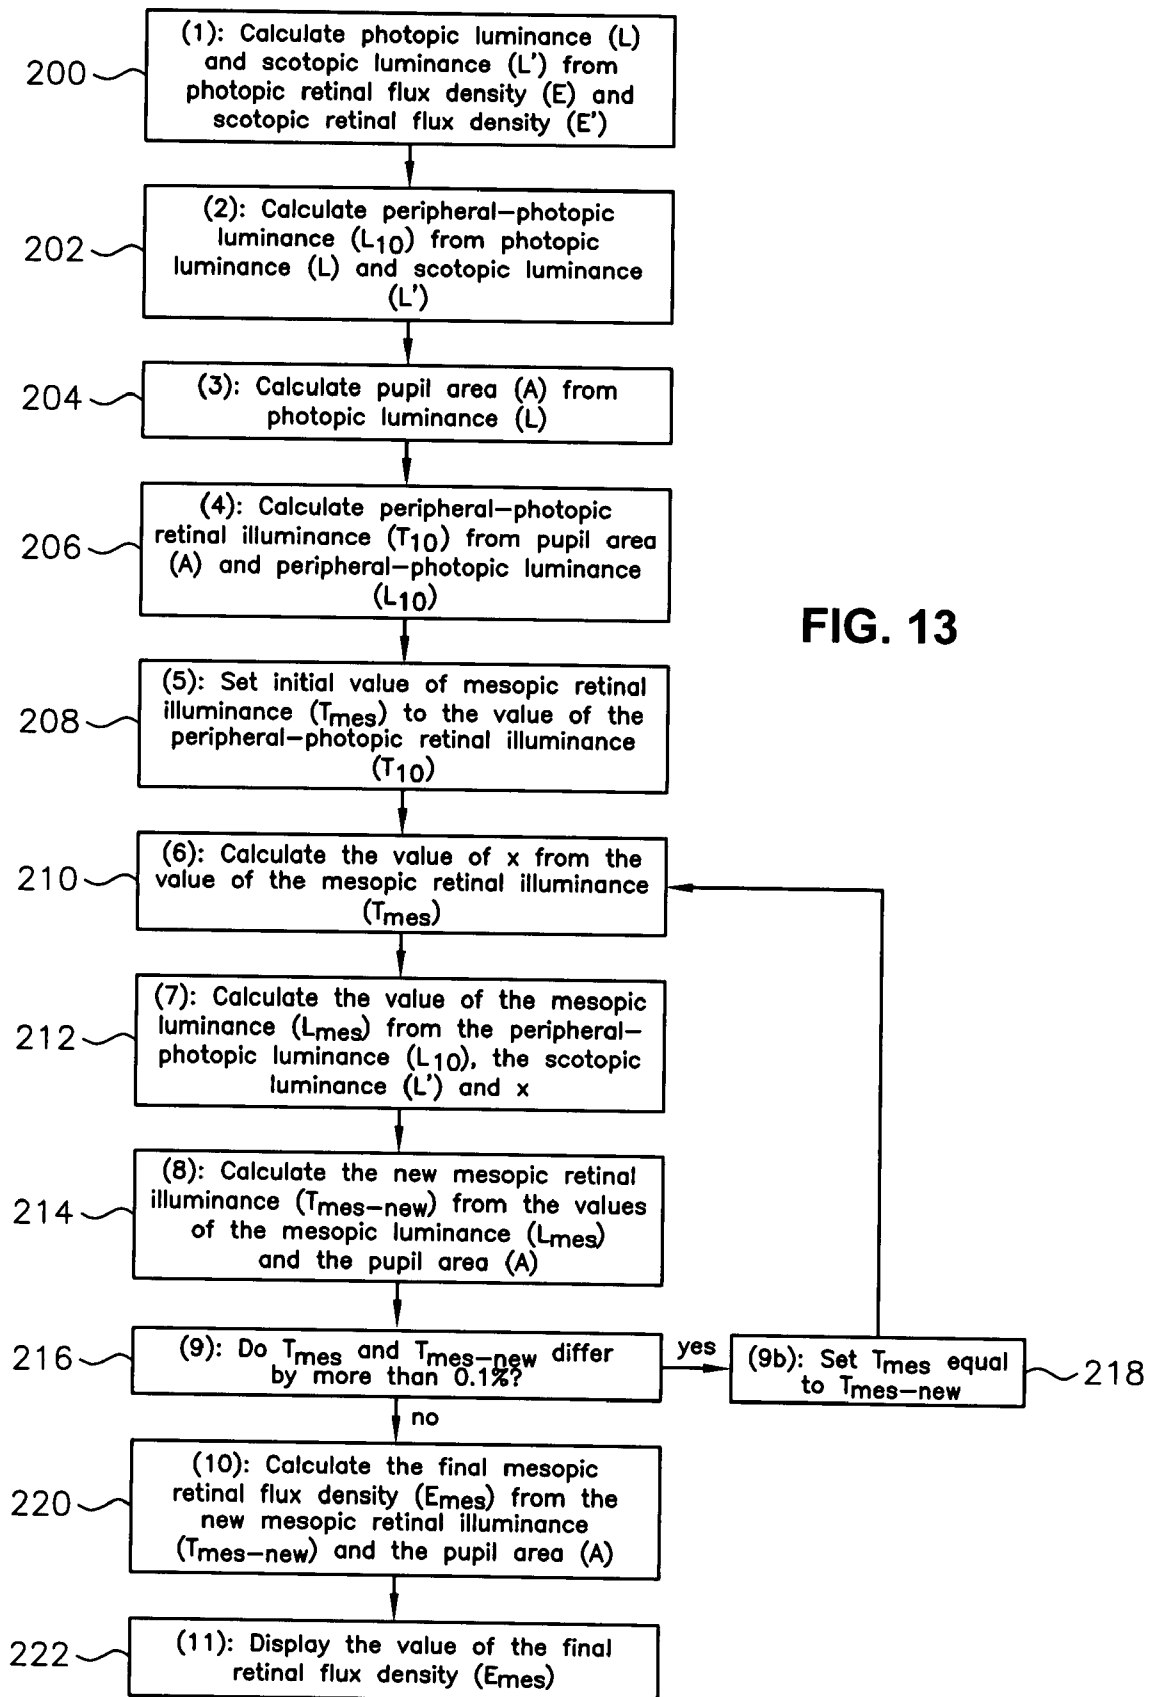 (1): Calculate photopic luminance (L)
and scotopic luminance (L') from
photopic retinal flux density (E) and
scotopic retinal flux density (E')
200
(2): Calculate peripheral–photopic
luminance (L10) from photopic
luminance (L) and scotopic luminance
(L')
202
(3): Calculate pupil area (A) from
photopic luminance (L)
204
(4): Calculate peripheral–photopic
retinal illuminance (T10) from pupil area
(A) and peripheral–photopic luminance
(L10)
206
FIG. 13
(5): Set initial value of mesopic retinal
illuminance (Tmes) to the value of the
peripheral–photopic retinal illuminance
(T10)
208
(6): Calculate the value of x from the
value of the mesopic retinal illuminance
(Tmes)
210
(7): Calculate the value of the mesopic
luminance (Lmes) from the peripheral–
photopic luminance (L10), the scotopic
luminance (L') and x
212
(8): Calculate the new mesopic retinal
illuminance (Tmes–new) from the values
of the mesopic luminance (Lmes)
and the pupil area (A)
214
(9): Do Tmes and Tmes–new differ
by more than 0.1%?
216
yes
(9b): Set Tmes equal
to Tmes–new
218
no
(10): Calculate the final mesopic
retinal flux density (Emes) from the
new mesopic retinal illuminance
(Tmes–new) and the pupil area (A)
220
(11): Display the value of the final
retinal flux density (Emes)
222